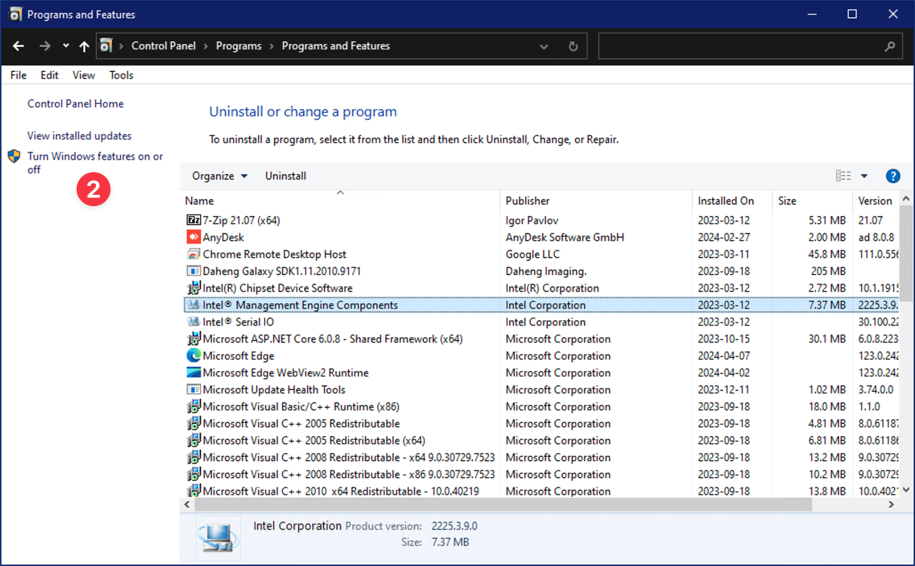 Programs and Features
Control Panel > Programs > Programs and Features
File Edit View Tools
Control Panel Home
View installed updates
Turn Windows features on or
off
2
Uninstall or change a program
To uninstall a program, select it from the list and then click Uninstall, Change, or Repair.
Organize Uninstall
Name Publisher Installed On Size Version
7-Zip 21.07 (x64) Igor Pavlov 2023-03-12 5.31 MB 21.07
AnyDesk AnyDesk Software GmbH 2024-02-27 2.00 MB ad 8.0.8
Chrome Remote Desktop Host Google LLC 2023-03-11 45.8 MB 111.0.556
Daheng Galaxy SDK1.11.2010.9171 Daheng Imaging. 2023-09-18 205 MB
Intel(R) Chipset Device Software Intel(R) Corporation 2023-03-12 2.72 MB 10.1.1915
Intel® Management Engine Components Intel Corporation 2023-03-12 7.37 MB 2225.3.9.
Intel® Serial IO Intel Corporation 2023-03-12 30.100.22
Microsoft ASP.NET Core 6.0.8 - Shared Framework (x64) Microsoft Corporation 2023-10-15 30.1 MB 6.0.8.223
Microsoft Edge Microsoft Corporation 2024-04-07 123.0.242
Microsoft Edge WebView2 Runtime Microsoft Corporation 2024-04-02 123.0.242
Microsoft Update Health Tools Microsoft Corporation 2023-12-11 1.02 MB 3.74.0.0
Microsoft Visual Basic/C++ Runtime (x86) Microsoft Corporation 2023-09-18 18.0 MB 1.1.0
Microsoft Visual C++ 2005 Redistributable Microsoft Corporation 2023-09-18 4.81 MB 8.0.61187
Microsoft Visual C++ 2005 Redistributable (x64) Microsoft Corporation 2023-09-18 6.81 MB 8.0.61186
Microsoft Visual C++ 2008 Redistributable - x64 9.0.30729.7523 Microsoft Corporation 2023-09-18 13.2 MB 9.0.30729
Microsoft Visual C++ 2008 Redistributable - x86 9.0.30729.7523 Microsoft Corporation 2023-09-18 10.2 MB 9.0.30729
Microsoft Visual C++ 2010 x64 Redistributable - 10.0.40219 Microsoft Corporation 2023-09-18 13.8 MB 10.0.4021
Intel Corporation Product version: 2225.3.9.0
Size: 7.37 MB